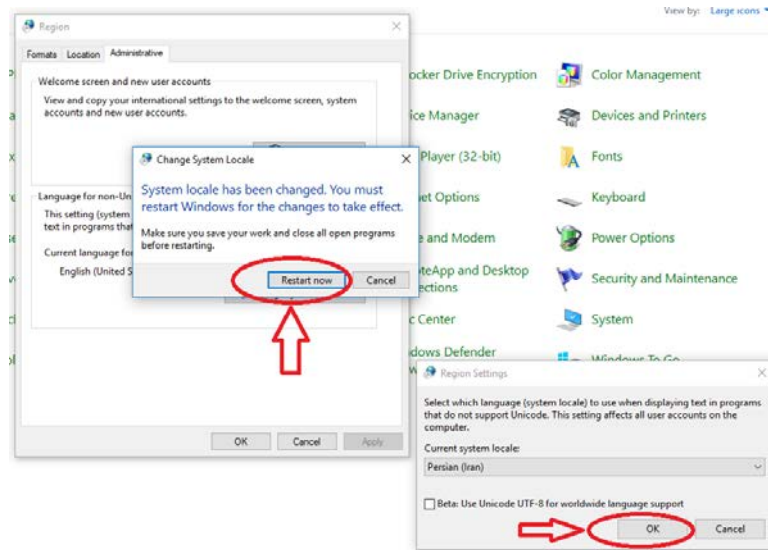 View by: Large icons
Region
Formats Location Administrative
Welcome screen and new user accounts
View and copy your international settings to the welcome screen, system
accounts and new user accounts.
Language for non-Un
This setting (system
text in programs tha
Current language fo
English (United S
OK Cancel Apply
Change System Locale
System locale has been changed. You must
restart Windows for the changes to take effect.
Make sure you save your work and close all open programs
before restarting.
Restart now Cancel
ocker Drive Encryption
Color Management
ice Manager
Devices and Printers
Player (32-bit)
Fonts
et Options
Keyboard
e and Modem
Power Options
oteApp and Desktop
ections
Security and Maintenance
c Center
System
dows Defender
Windows To Go
Region Settings
Select which language (system locale) to use when displaying text in programs
that do not support Unicode. This setting affects all user accounts on the
computer.
Current system locale:
Persian (Iran)
Beta: Use Unicode UTF-8 for worldwide language support
OK Cancel